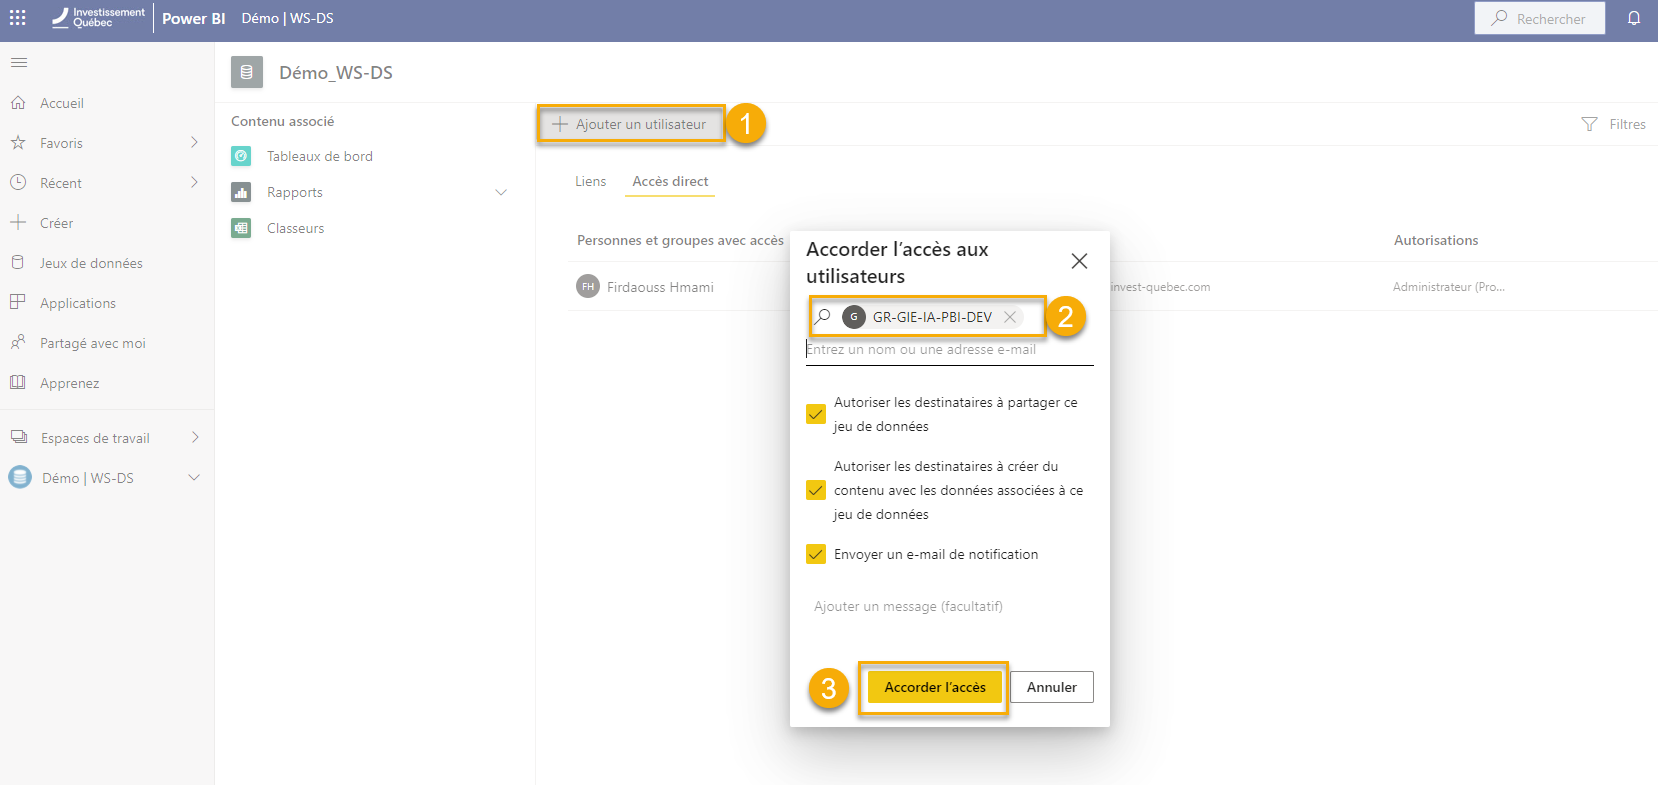 Investissement
Québec
Power BI
Démo | WS-DS
Rechercher
Accueil
Favoris
Récent
Créer
Jeux de données
Applications
Partagé avec moi
Apprenez
Espaces de travail
Démo | WS-DS
Démo_WS-DS
Contenu associé
Tableaux de bord
Rapports
Classeurs
Ajouter un utilisateur
1
Filtres
Liens
Accès direct
Personnes et groupes avec accès
Autorisations
FH
Firdaouss Hmami
invest-quebec.com
Administrateur (Pro...
Accorder l’accès aux
utilisateurs
G
GR-GIE-IA-PBI-DEV
2
Entrez un nom ou une adresse e-mail
Autoriser les destinataires à partager ce
jeu de données
Autoriser les destinataires à créer du
contenu avec les données associées à ce
jeu de données
Envoyer un e-mail de notification
Ajouter un message (facultatif)
3
Accorder l’accès
Annuler